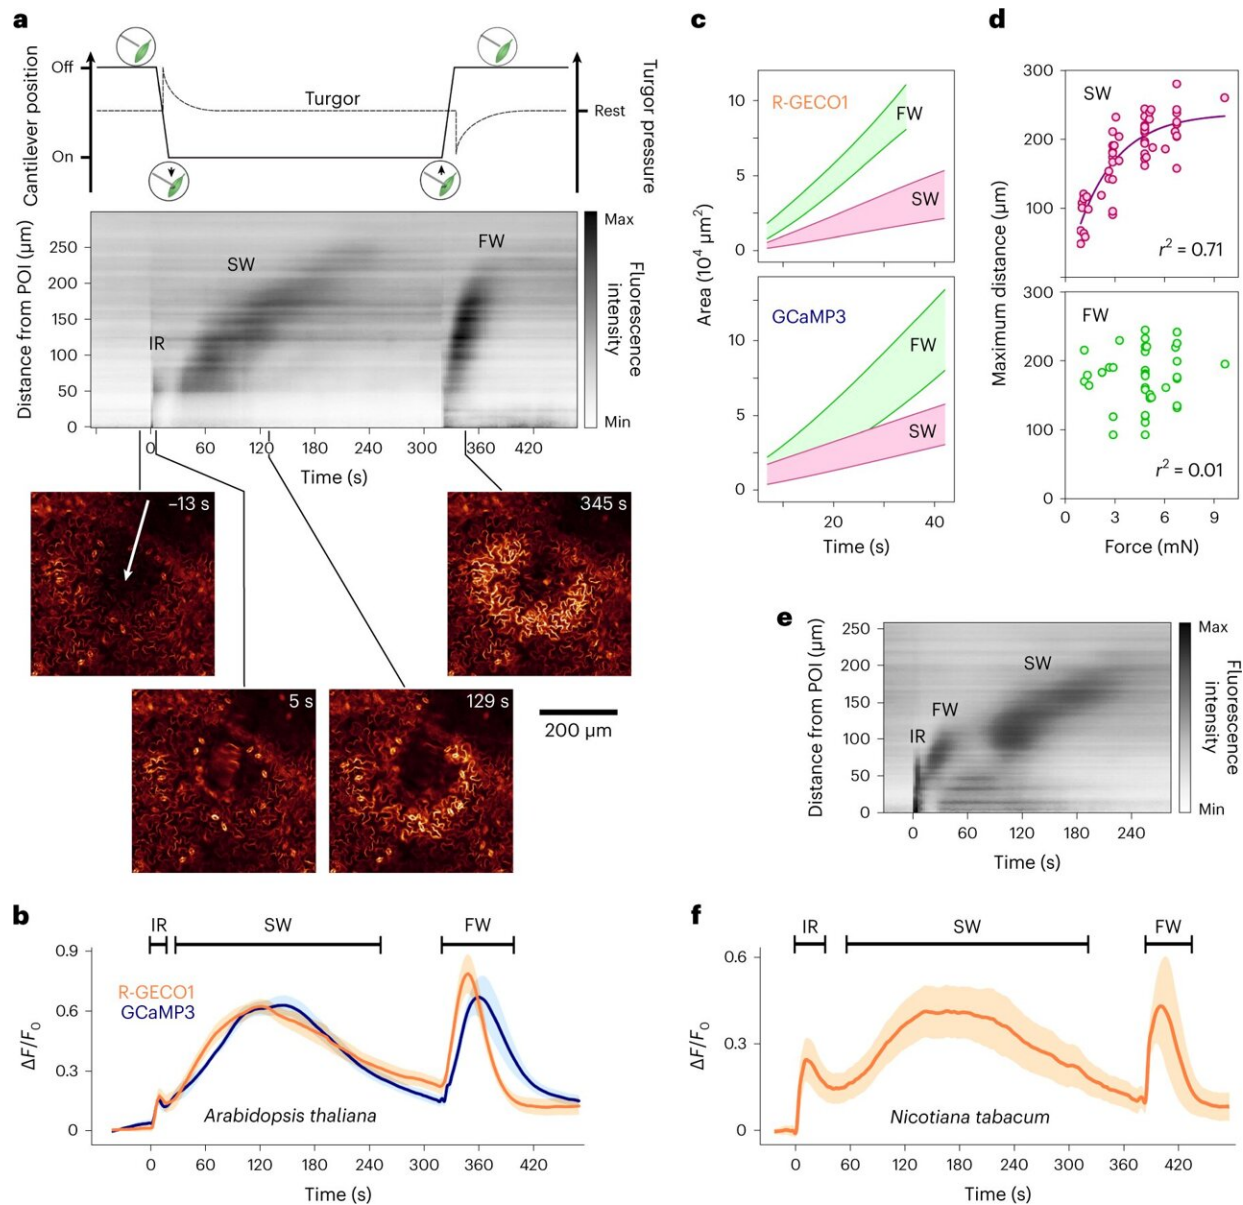 a
Cantilever position
Off
On
Turgor
Rest
Turgor pressure
Distance from POI (μm)
250
200
150
100
50
0
IR
SW
FW
Max
Min
Fluorescence
intensity
0 60 120 180 240 300 360 420
Time (s)
–13 s
345 s
5 s
129 s
200 μm
b
IR SW FW
ΔF/F0
0.9
0.6
0.3
0
R-GECO1
GCaMP3
Arabidopsis thaliana
0 60 120 180 240 300 360 420
Time (s)
c
Area (10⁴ μm²)
R-GECO1
FW
SW
10
5
0
GCaMP3
FW
SW
10
5
0
20 40
Time (s)
d
Maximum distance (μm)
300
200
100
SW
r² = 0.71
300
200
100
0
FW
r² = 0.01
0 3 6 9
Force (mN)
e
Distance from POI (μm)
250
200
150
100
50
0
IR
FW
SW
Max
Min
Fluorescence
intensity
0 60 120 180 240
Time (s)
f
IR SW FW
ΔF/F0
0.6
0.3
0
Nicotiana tabacum
0 60 120 180 240 300 360 420
Time (s)